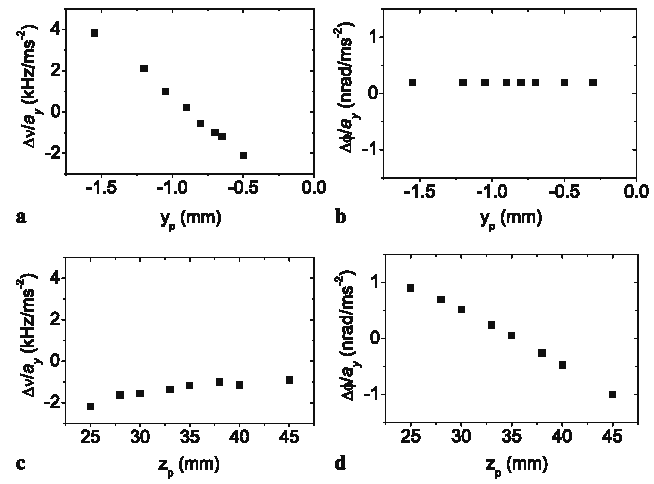 4
2
0
-2
-1.5 -1.0 -0.5 0.0
Δν/a_y (kHz/ms⁻²)
y_p (mm)
a
1
0
-1
-1.5 -1.0 -0.5 0.0
Δϕ/a_y (nrad/ms⁻²)
y_p (mm)
b
4
2
0
-2
25 30 35 40 45
Δν/a_y (kHz/ms⁻²)
z_p (mm)
c
1
0
-1
25 30 35 40 45
Δϕ/a_y (nrad/ms⁻²)
z_p (mm)
d